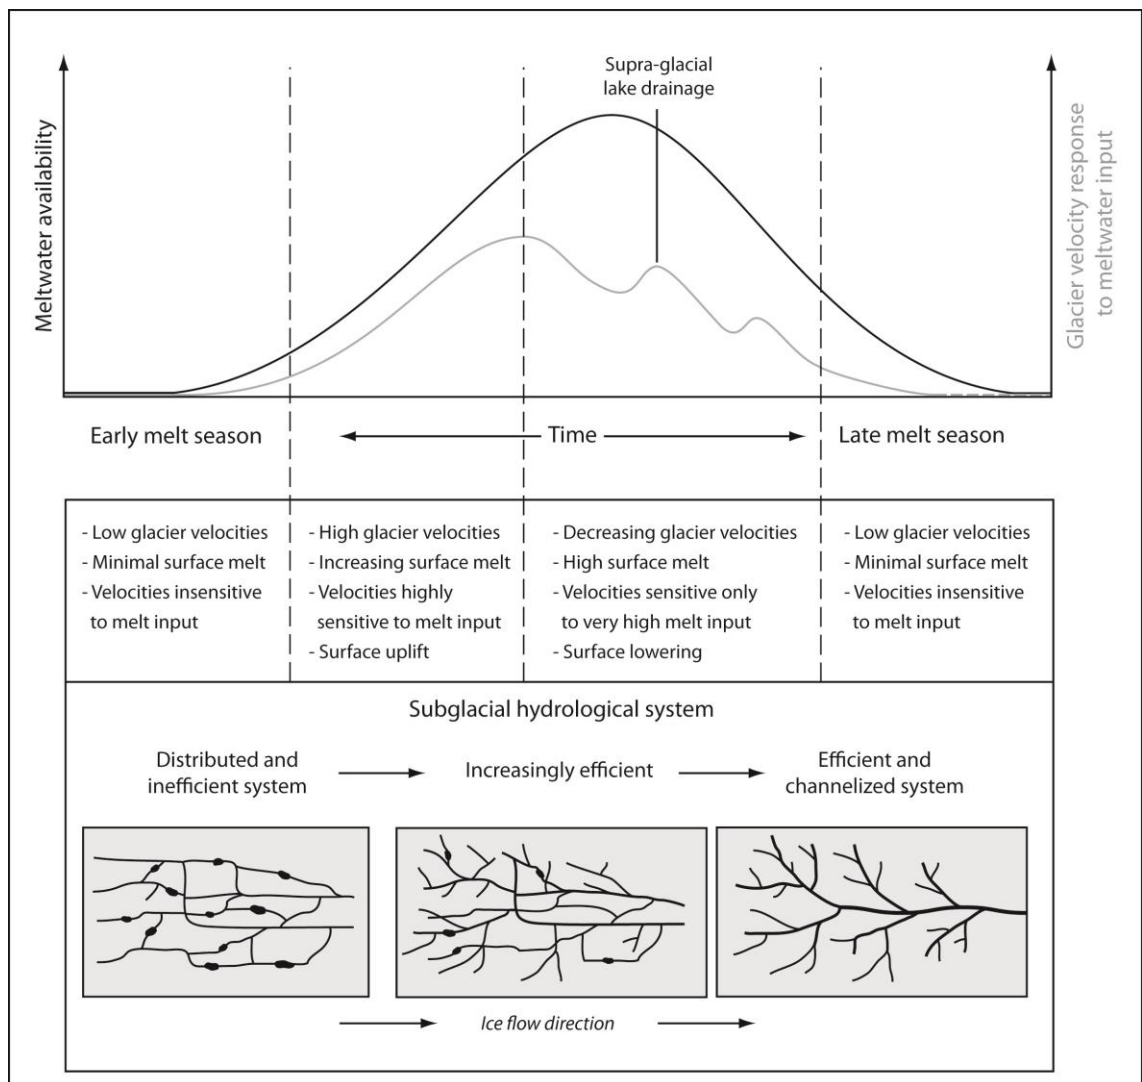 Supra-glacial
lake drainage
Meltwater availability
Glacier velocity response
to meltwater input
Early melt season
Time
Late melt season
- Low glacier velocities
- Minimal surface melt
- Velocities insensitive
to melt input
- High glacier velocities
- Increasing surface melt
- Velocities highly
sensitive to melt input
- Surface uplift
- Decreasing glacier velocities
- High surface melt
- Velocities sensitive only
to very high melt input
- Surface lowering
- Low glacier velocities
- Minimal surface melt
- Velocities insensitive
to melt input
Subglacial hydrological system
Distributed and
inefficient system
Increasingly efficient
Efficient and
channelized system
Ice flow direction